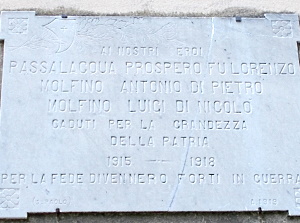 AI NOSTRI EROI
PASSALACQUA PROSPERO FU LORENZO
MOLFINO ANTONIO DI PIETRO
MOLFINO LUIGI DI NICOLO
CADUTI PER LA GRANDEZZA
DELLA PATRIA
1915 — 1918
PER LA FEDE DIVENNERO FORTI IN GUERRA